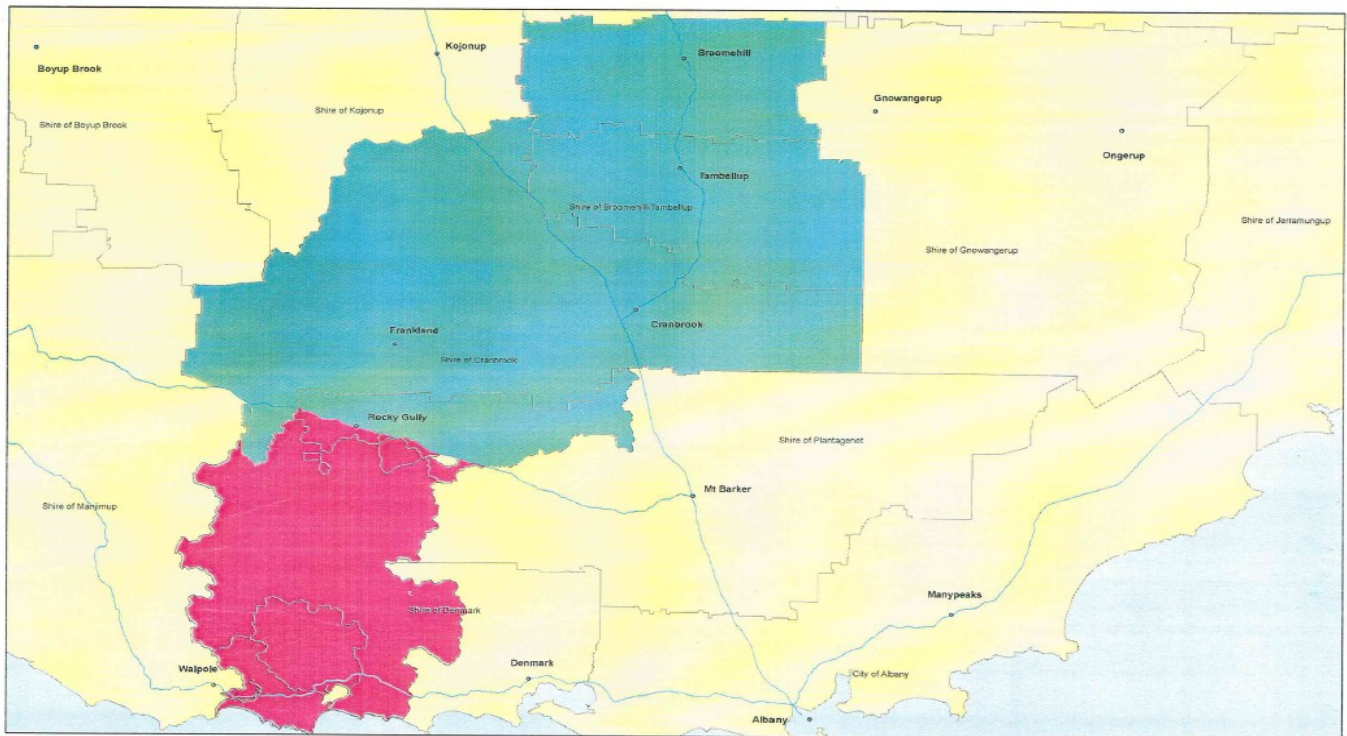 Kojonup
Broomehill
Boyup Brook
Gnowangerup
Shire of Kojonup
Shire of Boyup Brook
Ongerup
Tambellup
Shire of Broomehill-Tambellup
Shire of Jerramungup
Shire of Gnowangerup
Cranbrook
Frankland
Shire of Cranbrook
Rocky Gully
Shire of Plantagenet
Mt Barker
Shire of Manjimup
Shire of Denmark
Manypeaks
Walpole
Denmark
City of Albany
Albany